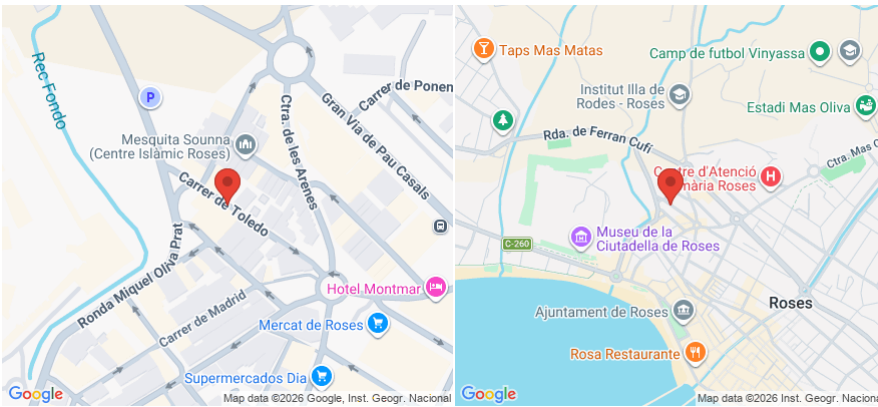 Rec Fondo
P
Carrer de Ponen
Gran Via de Pau Casals
Ctra. de les Arenes
Mesquita Sounna
(Centre Islàmic Roses)
Carrer de Toledo
Ronda Miquel Oliva Prat
Hotel Montmar
Carrer de Madrid
Mercat de Roses
Supermercados Dia
Google
Map data ©2026 Google, Inst. Geogr. Nacional
Taps Mas Matas
Camp de futbol Vinyassa
Institut Illa de
Rodes - Roses
Estadi Mas Oliva
Rda. de Ferran Cufí
Ctra. Mas O
Centre d'Atenció
mària Roses
H
Museu de la
Ciutadella de Roses
C-260
Roses
Ajuntament de Roses
Rosa Restaurante
Google
Map data ©2026 Google, Inst. Geogr. Naciona